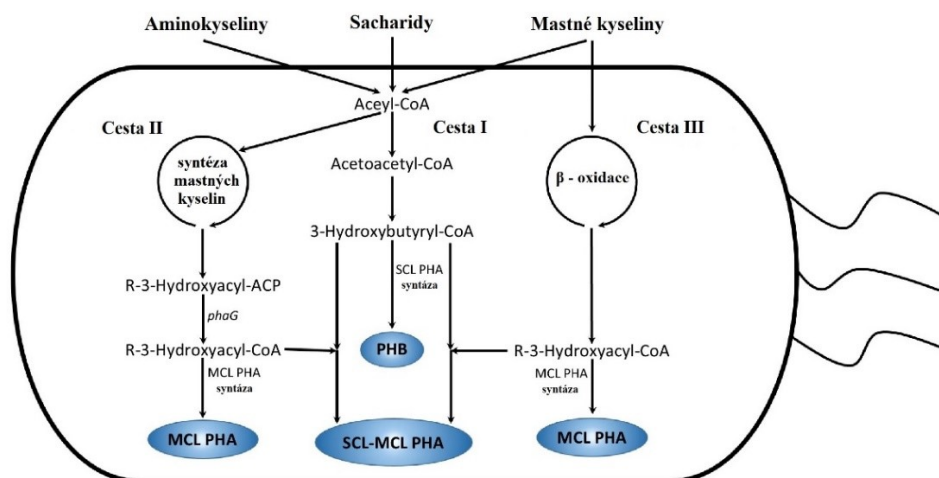 Aminokyseliny
Sacharidy
Mastné kyseliny
Aceyl-CoA
Cesta II
Cesta I
Cesta III
syntéza
mastných
kyselin
Acetoacetyl-CoA
β - oxidace
3-Hydroxybutyryl-CoA
SCL PHA
syntáza
R-3-Hydroxyacyl-ACP
phaG
R-3-Hydroxyacyl-CoA
PHB
R-3-Hydroxyacyl-CoA
MCL PHA
syntáza
MCL PHA
syntáza
MCL PHA
SCL-MCL PHA
MCL PHA